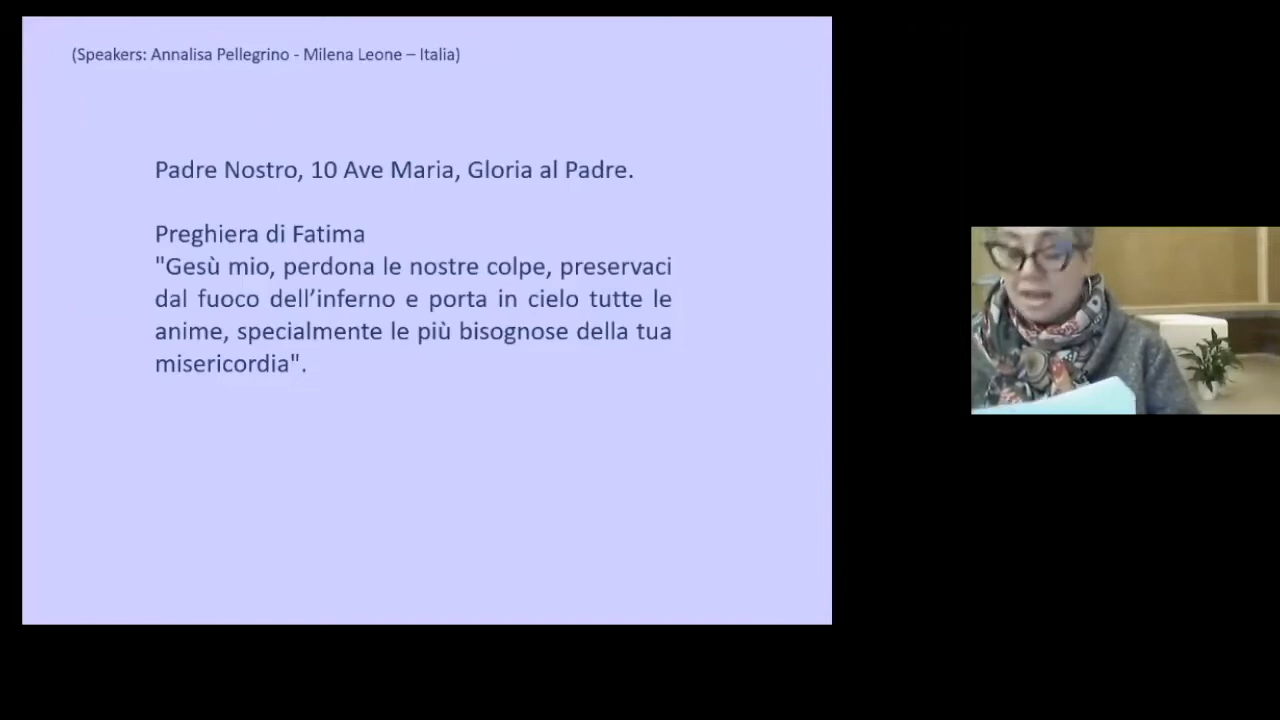 (Speakers: Annalisa Pellegrino - Milena Leone – Italia)
Padre Nostro, 10 Ave Maria, Gloria al Padre.
Preghiera di Fatima
"Gesù mio, perdona le nostre colpe, preservaci
dal fuoco dell’inferno e porta in cielo tutte le
anime, specialmente le più bisognose della tua
misericordia".